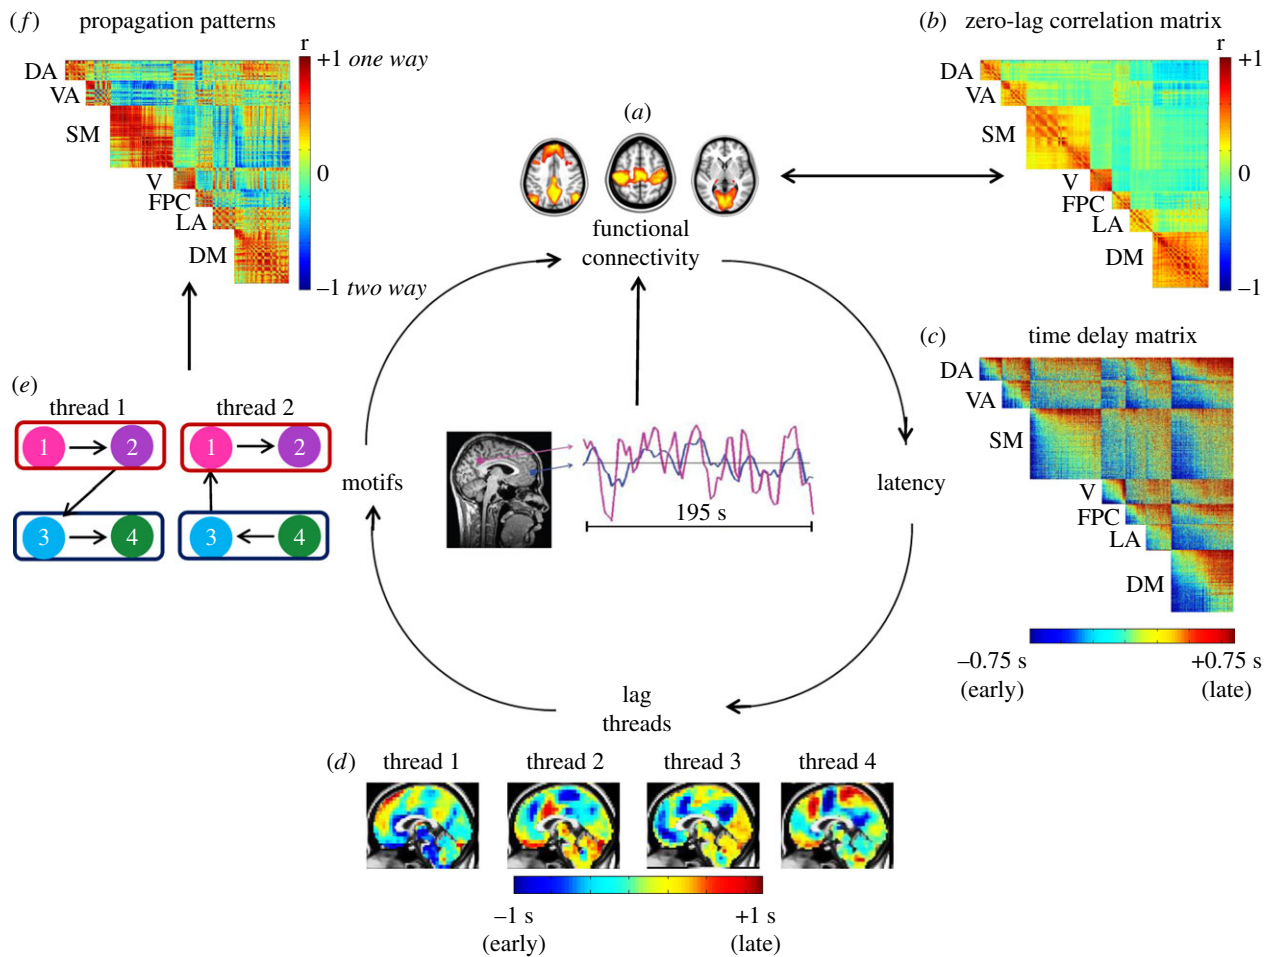 (f) propagation patterns
r
+1 one way
0
–1 two way
DA
VA
SM
V
FPC
LA
DM
(b) zero-lag correlation matrix
r
+1
0
–1
DA
VA
SM
V
FPC
LA
DM
(a)
functional
connectivity
(c) time delay matrix
DA
VA
SM
V
FPC
LA
DM
–0.75 s
(early)
+0.75 s
(late)
(e)
thread 1
thread 2
1 2
1 2
3 4
3 4
motifs
195 s
latency
lag
threads
(d) thread 1 thread 2 thread 3 thread 4
–1 s
(early)
+1 s
(late)